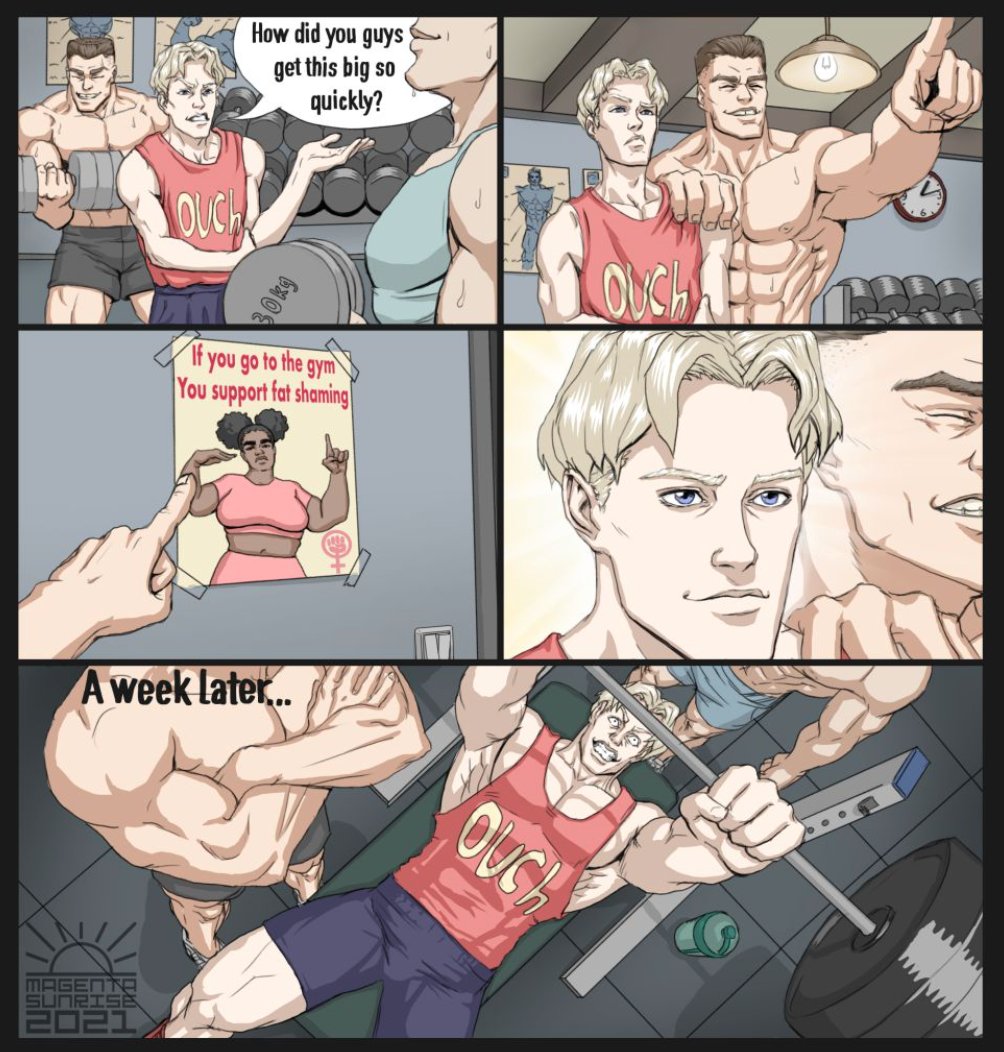 How did you guys
get this big so
quickly?
OUCh
30kg
OUCh
If you go to the gym
You support fat shaming
A week Later...
OUCh
MAGENTA
SUNRISE
2021